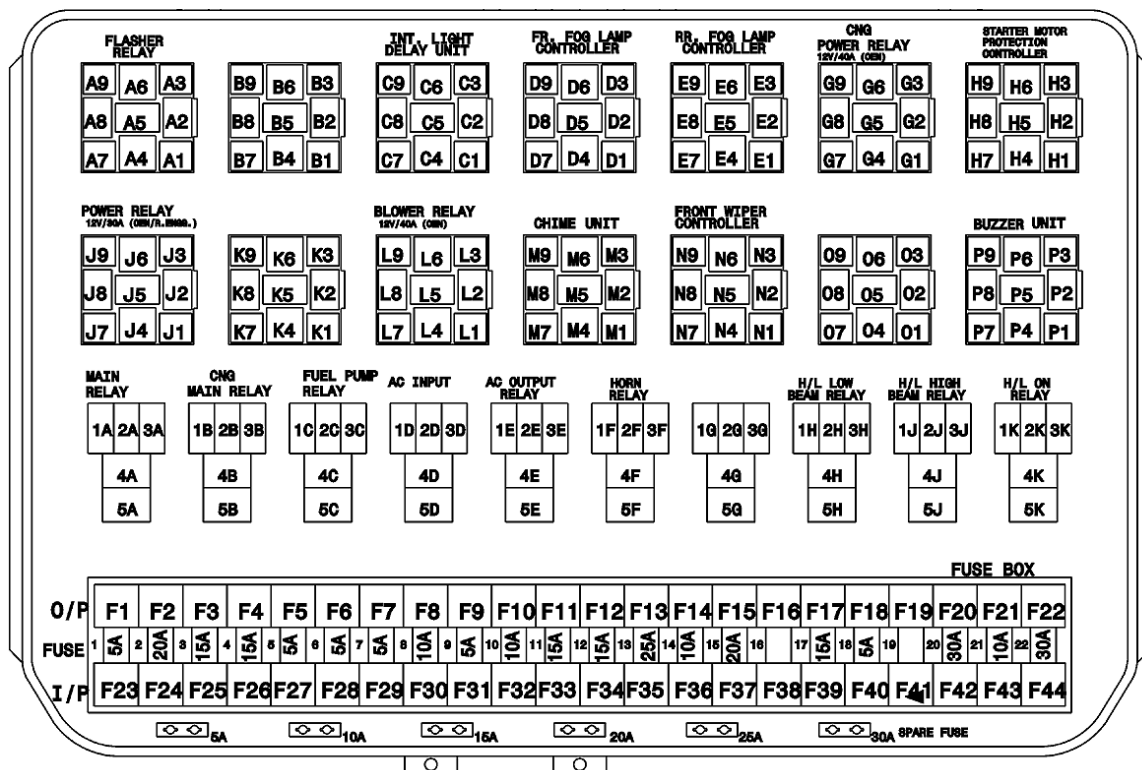 FLASHER RELAY
INT. LIGHT DELAY UNIT
FR. FOG LAMP CONTROLLER
RR. FOG LAMP CONTROLLER
CNG POWER RELAY
12V/40A (OEN)
STARTER MOTOR PROTECTION CONTROLLER
A9 A6 A3 B9 B6 B3 C9 C6 C3 D9 D6 D3 E9 E6 E3 G9 G6 G3 H9 H6 H3
A8 A5 A2 B8 B5 B2 C8 C5 C2 D8 D5 D2 E8 E5 E2 G8 G5 G2 H8 H5 H2
A7 A4 A1 B7 B4 B1 C7 C4 C1 D7 D4 D1 E7 E4 E1 G7 G4 G1 H7 H4 H1
POWER RELAY
12V/30A (OEN/R.ENGG.)
BLOWER RELAY
12V/40A (OEN)
CHIME UNIT
FRONT WIPER CONTROLLER
BUZZER UNIT
J9 J6 J3 K9 K6 K3 L9 L6 L3 M9 M6 M3 N9 N6 N3 O9 O6 O3 P9 P6 P3
J8 J5 J2 K8 K5 K2 L8 L5 L2 M8 M5 M2 N8 N5 N2 O8 O5 O2 P8 P5 P2
J7 J4 J1 K7 K4 K1 L7 L4 L1 M7 M4 M1 N7 N4 N1 O7 O4 O1 P7 P4 P1
MAIN RELAY
CNG MAIN RELAY
FUEL PUMP RELAY
AC INPUT
AC OUTPUT RELAY
HORN RELAY
H/L LOW BEAM RELAY
H/L HIGH BEAM RELAY
H/L ON RELAY
1A 2A 3A 1B 2B 3B 1C 2C 3C 1D 2D 3D 1E 2E 3E 1F 2F 3F 1G 2G 3G 1H 2H 3H 1J 2J 3J 1K 2K 3K
4A 4B 4C 4D 4E 4F 4G 4H 4J 4K
5A 5B 5C 5D 5E 5F 5G 5H 5J 5K
FUSE BOX
O/P F1 F2 F3 F4 F5 F6 F7 F8 F9 F10 F11 F12 F13 F14 F15 F16 F17 F18 F19 F20 F21 F22
FUSE 1 5A 2 20A 3 15A 4 15A 5 5A 6 5A 7 5A 8 10A 9 5A 10 10A 11 15A 12 15A 13 25A 14 10A 15 20A 16 17 15A 18 5A 19 20 30A 21 10A 22 30A
I/P F23 F24 F25 F26 F27 F28 F29 F30 F31 F32 F33 F34 F35 F36 F37 F38 F39 F40 F41 F42 F43 F44
5A 10A 15A 20A 25A 30A SPARE FUSE